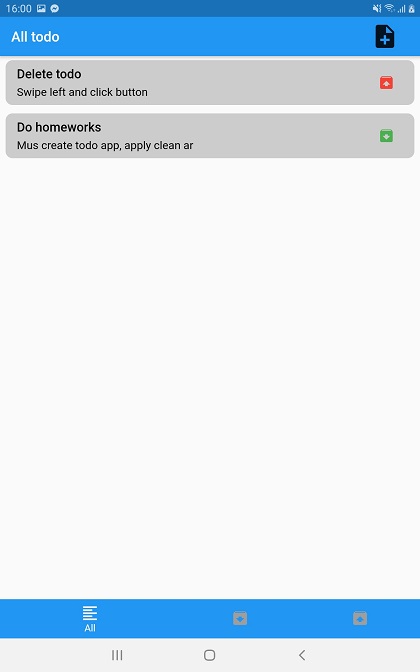 16:00
All todo
Delete todo
Swipe left and click button
Do homeworks
Mus create todo app, apply clean ar
All